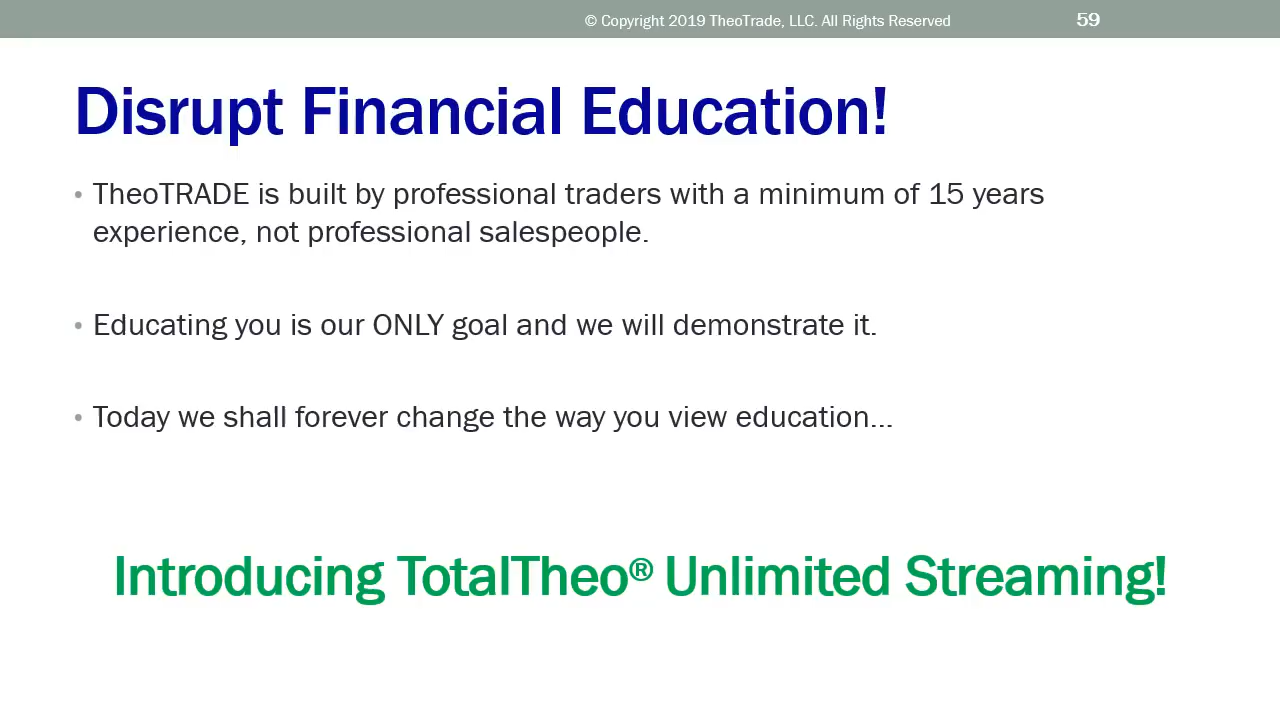 © Copyright 2019 TheoTrade, LLC. All Rights Reserved 59
Disrupt Financial Education!
• TheoTRADE is built by professional traders with a minimum of 15 years
experience, not professional salespeople.
• Educating you is our ONLY goal and we will demonstrate it.
• Today we shall forever change the way you view education...
Introducing TotalTheo® Unlimited Streaming!